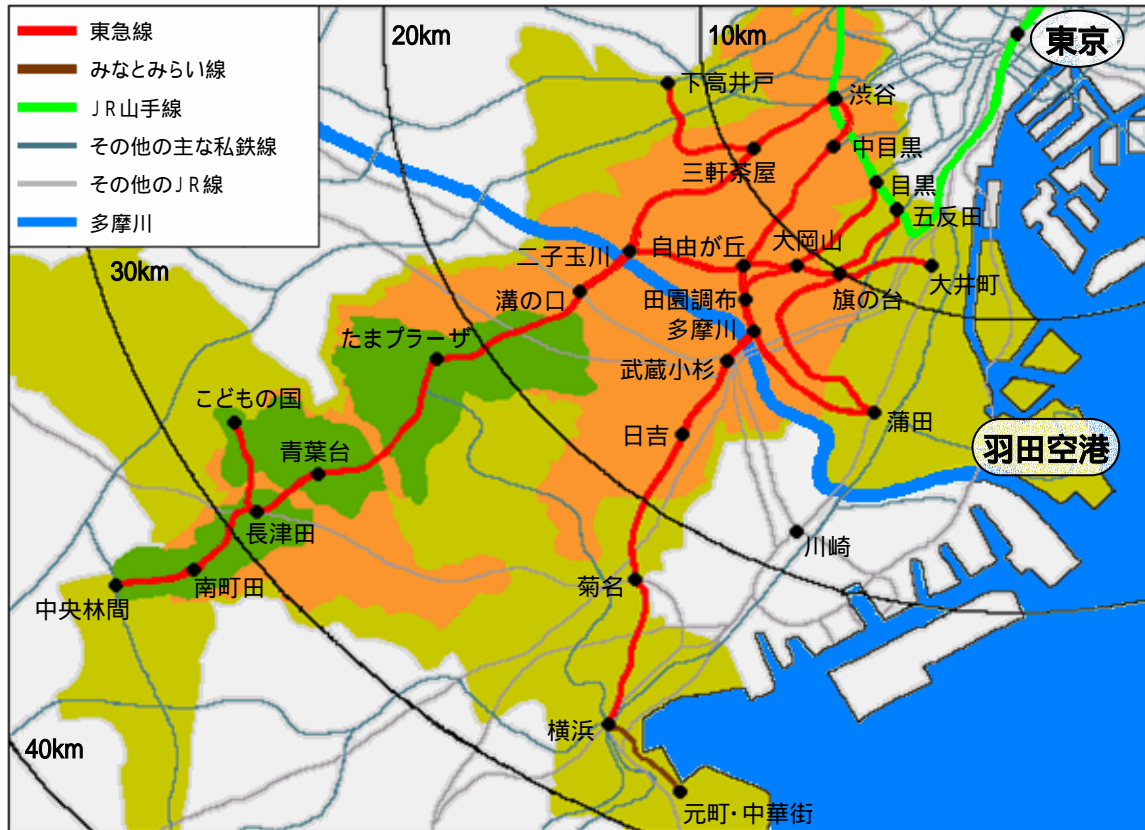 東急線
みなとみらい線
JR山手線
その他の主な私鉄線
その他のJR線
多摩川
20km
10km
東京
下高井戸
渋谷
中目黒
三軒茶屋
目黒
五反田
二子玉川
自由が丘
大岡山
30km
溝の口
田園調布
旗の台
大井町
多摩川
たまプラーザ
武蔵小杉
こどもの国
蒲田
日吉
羽田空港
青葉台
長津田
川崎
南町田
菊名
中央林間
横浜
40km
元町・中華街